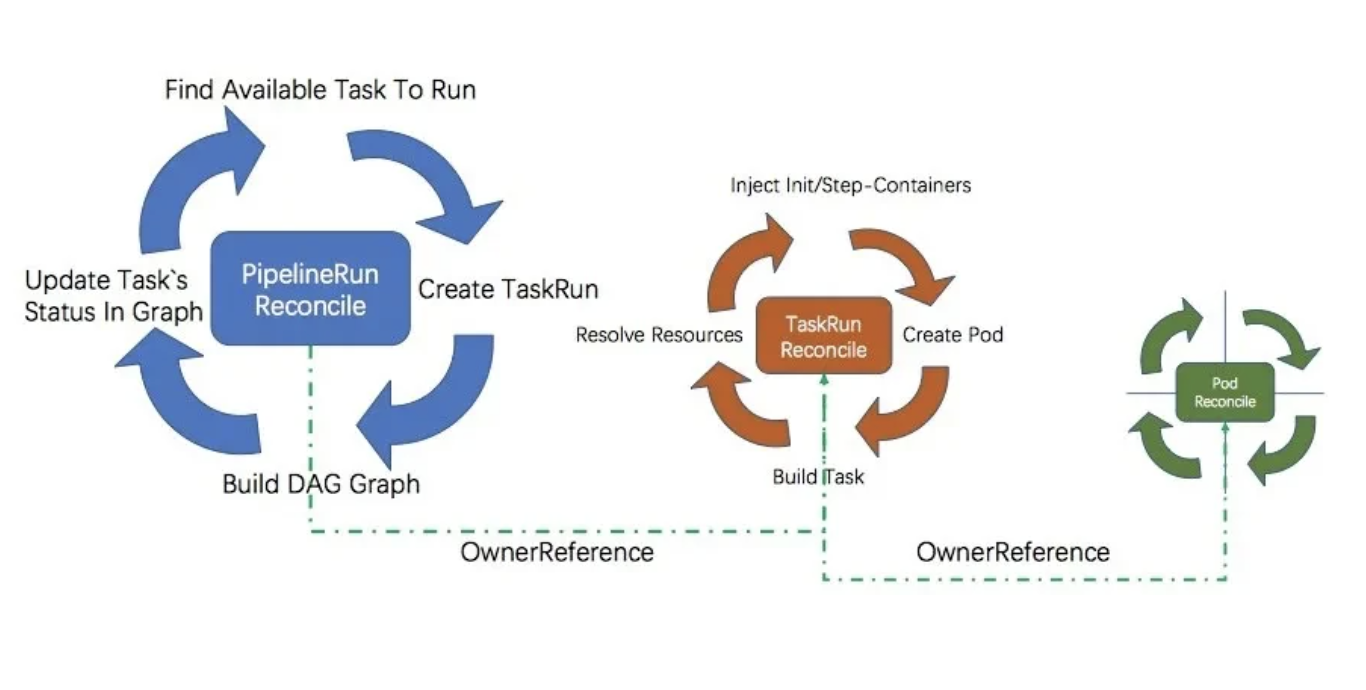 Find Available Task To Run
PipelineRun
Reconcile
Create TaskRun
Update Task`s
Status In Graph
Build DAG Graph
Inject Init/Step-Containers
Resolve Resources
TaskRun
Reconcile
Create Pod
Build Task
Pod
Reconcile
OwnerReference
OwnerReference